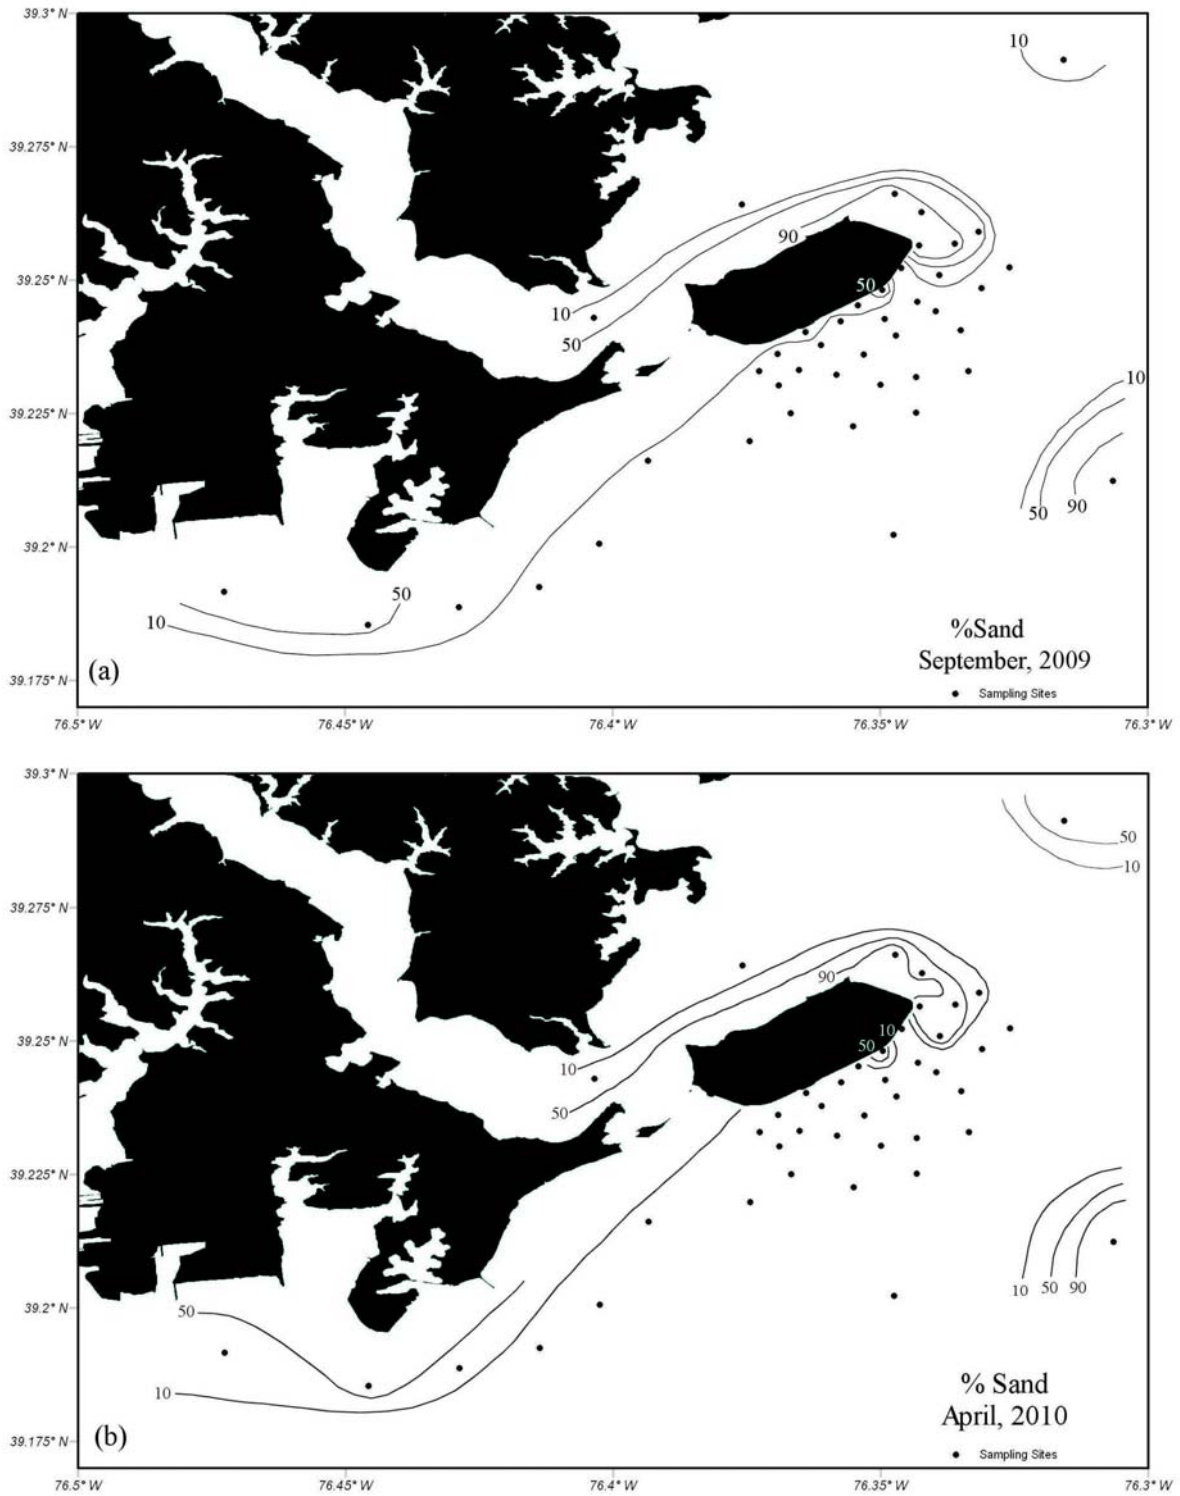 39.3° N
10
39.275° N
90
39.25° N
50
10
50
10
39.225° N
50
90
39.2° N
50
10
%Sand
September, 2009
(a)
39.175° N
Sampling Sites
76.5° W
76.45° W
76.4° W
76.35° W
76.3° W
39.3° N
50
10
39.275° N
90
10
39.25° N
50
10
50
39.225° N
10
50
90
39.2° N
50
10
% Sand
April, 2010
(b)
39.175° N
Sampling Sites
76.5° W
76.45° W
76.4° W
76.35° W
76.3° W